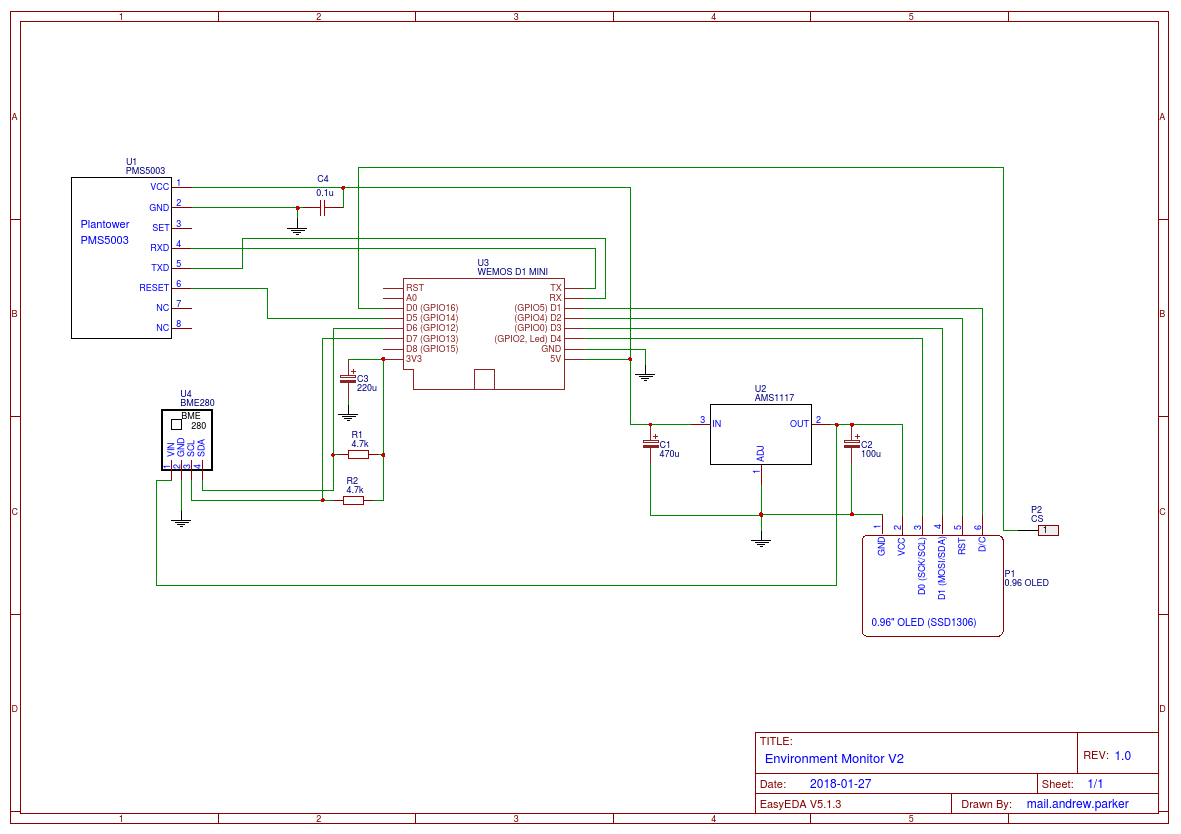 1 2 3 4 5
A A
B B
C C
D D
1 2 3 4 5
U1
PMS5003
Plantower
PMS5003
VCC 1
GND 2
SET 3
RXD 4
TXD 5
RESET 6
NC 7
NC 8
C4
0.1u
U3
WEMOS D1 MINI
RST
A0
D0 (GPIO16)
D5 (GPIO14)
D6 (GPIO12)
D7 (GPIO13)
D8 (GPIO15)
3V3
TX
RX
(GPIO5) D1
(GPIO4) D2
(GPIO0) D3
(GPIO2, Led) D4
GND
5V
C3
220u
R1
4.7k
R2
4.7k
U4
BME280
BME
280
VIN
GND
SCL
SDA
1
2
3
4
U2
AMS1117
3 IN
OUT 2
ADJ
1
C1
470u
C2
100u
P2
CS
1
1
2
3
4
5
6
GND
VCC
D0 (SCK/SCL)
D1 (MOSI/SDA)
RST
D/C
P1
0.96 OLED
0.96" OLED (SSD1306)
TITLE:
Environment Monitor V2
REV: 1.0
Date: 2018-01-27
Sheet: 1/1
EasyEDA V5.1.3
Drawn By: mail.andrew.parker